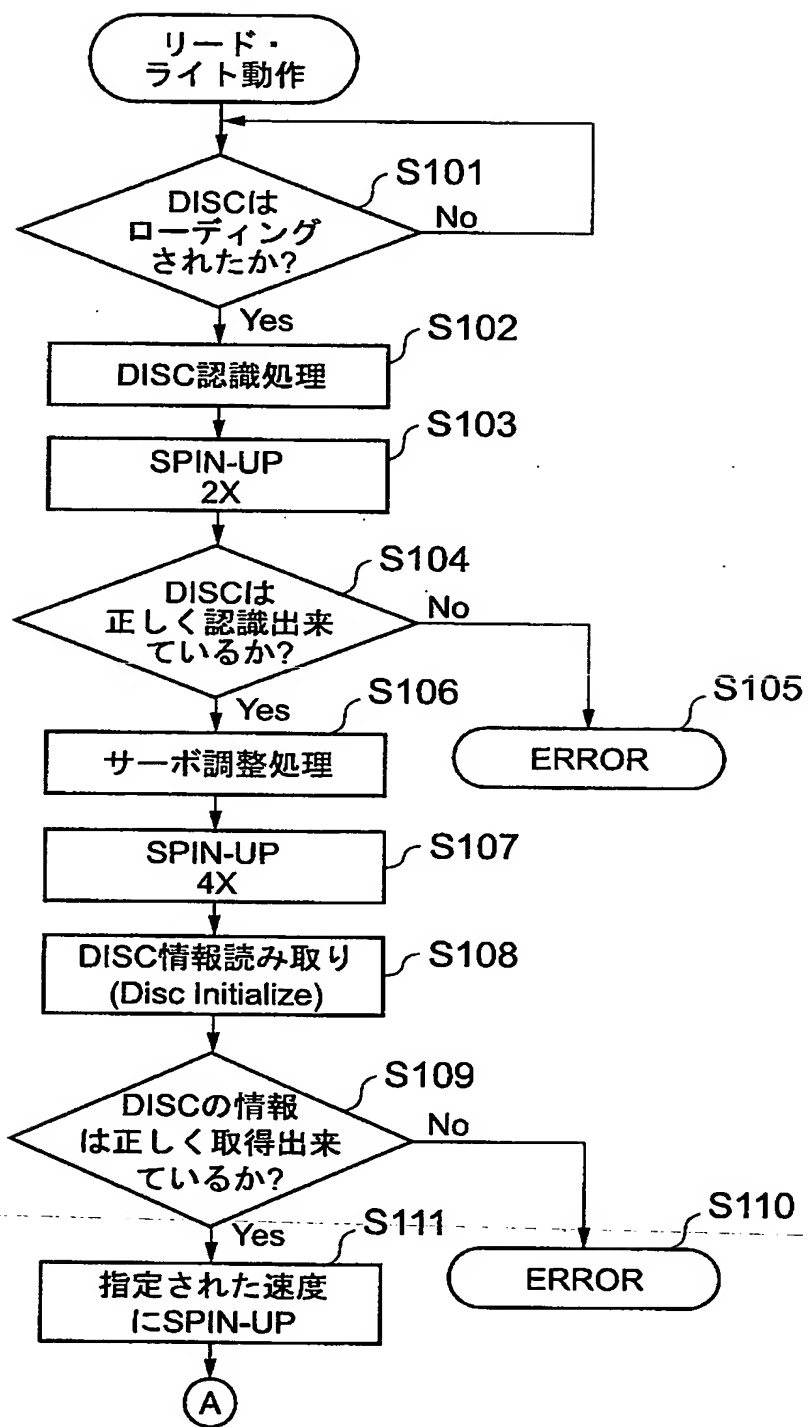 リード・
ライト動作
S101
DISCは
ローディング
されたか?
No
Yes
S102
DISC認識処理
S103
SPIN-UP
2X
S104
DISCは
正しく認識出来
ているか?
No
Yes
S105
ERROR
S106
サーボ調整処理
S107
SPIN-UP
4X
S108
DISC情報読み取り
(Disc Initialize)
S109
DISCの情報
は正しく取得出来
ているか?
No
Yes
S110
ERROR
S111
指定された速度
にSPIN-UP
A